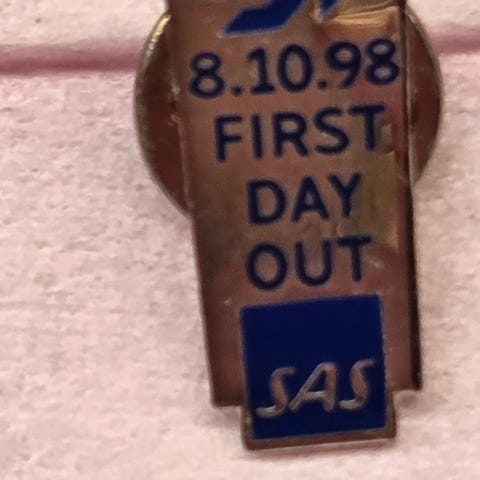 8.10.98
FIRST
DAY
OUT
SAS